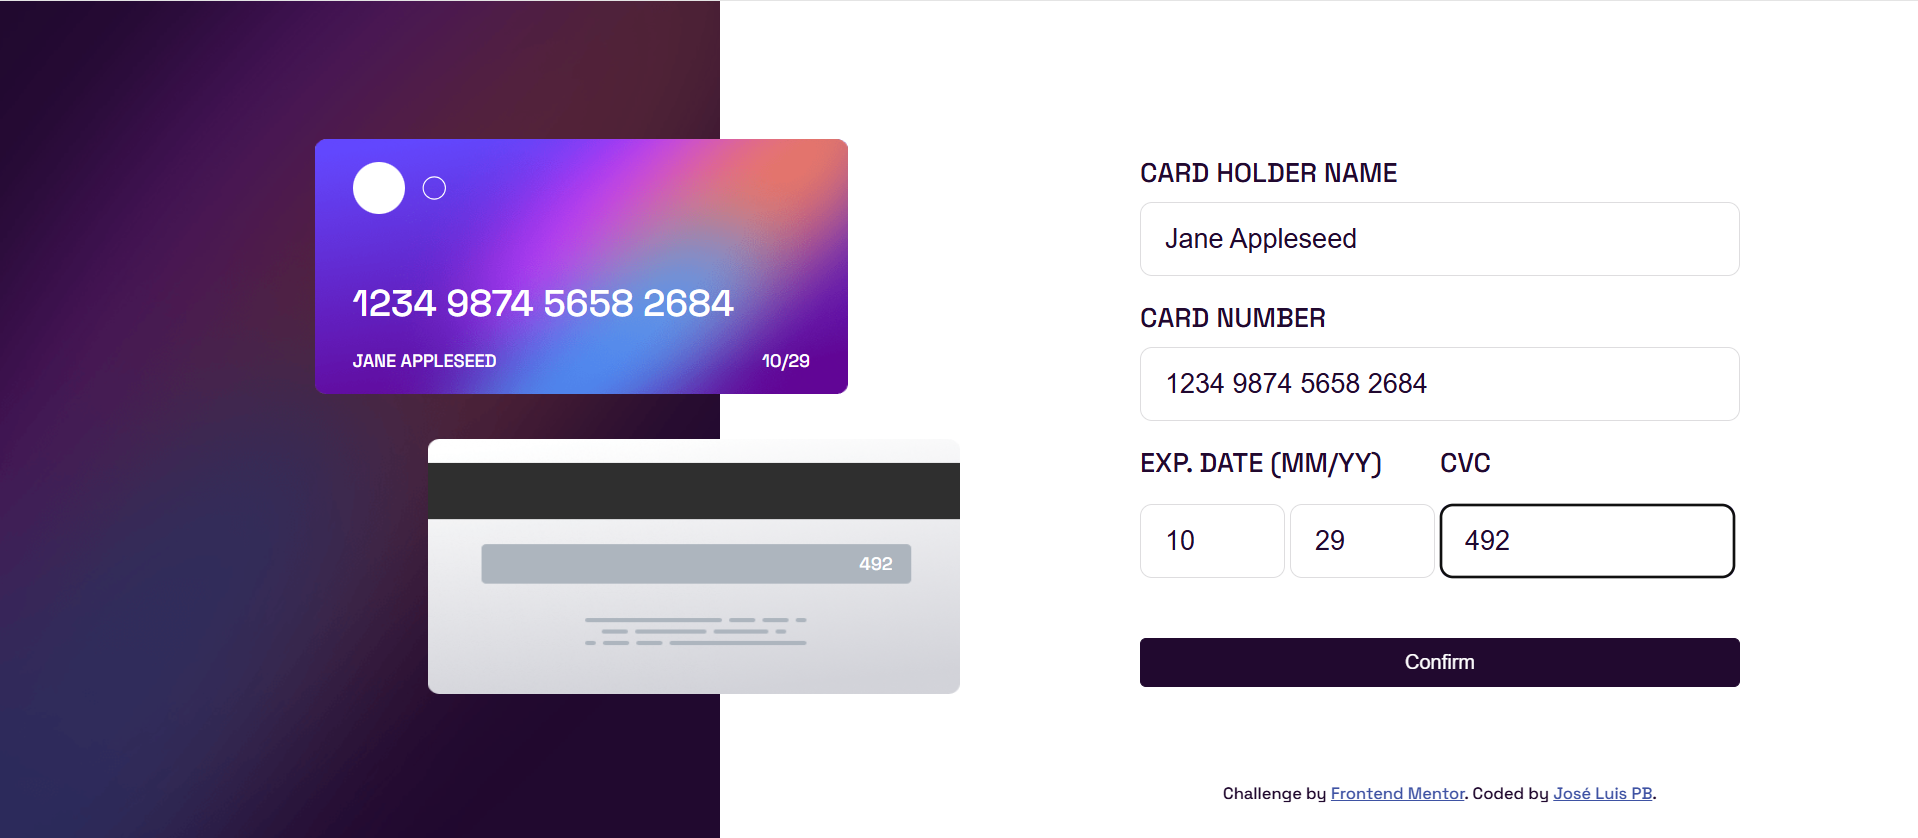 1234 9874 5658 2684
JANE APPLESEED 10/29
492
CARD HOLDER NAME
Jane Appleseed
CARD NUMBER
1234 9874 5658 2684
EXP. DATE (MM/YY) CVC
10 29 492
Confirm
Challenge by Frontend Mentor. Coded by José Luis PB.